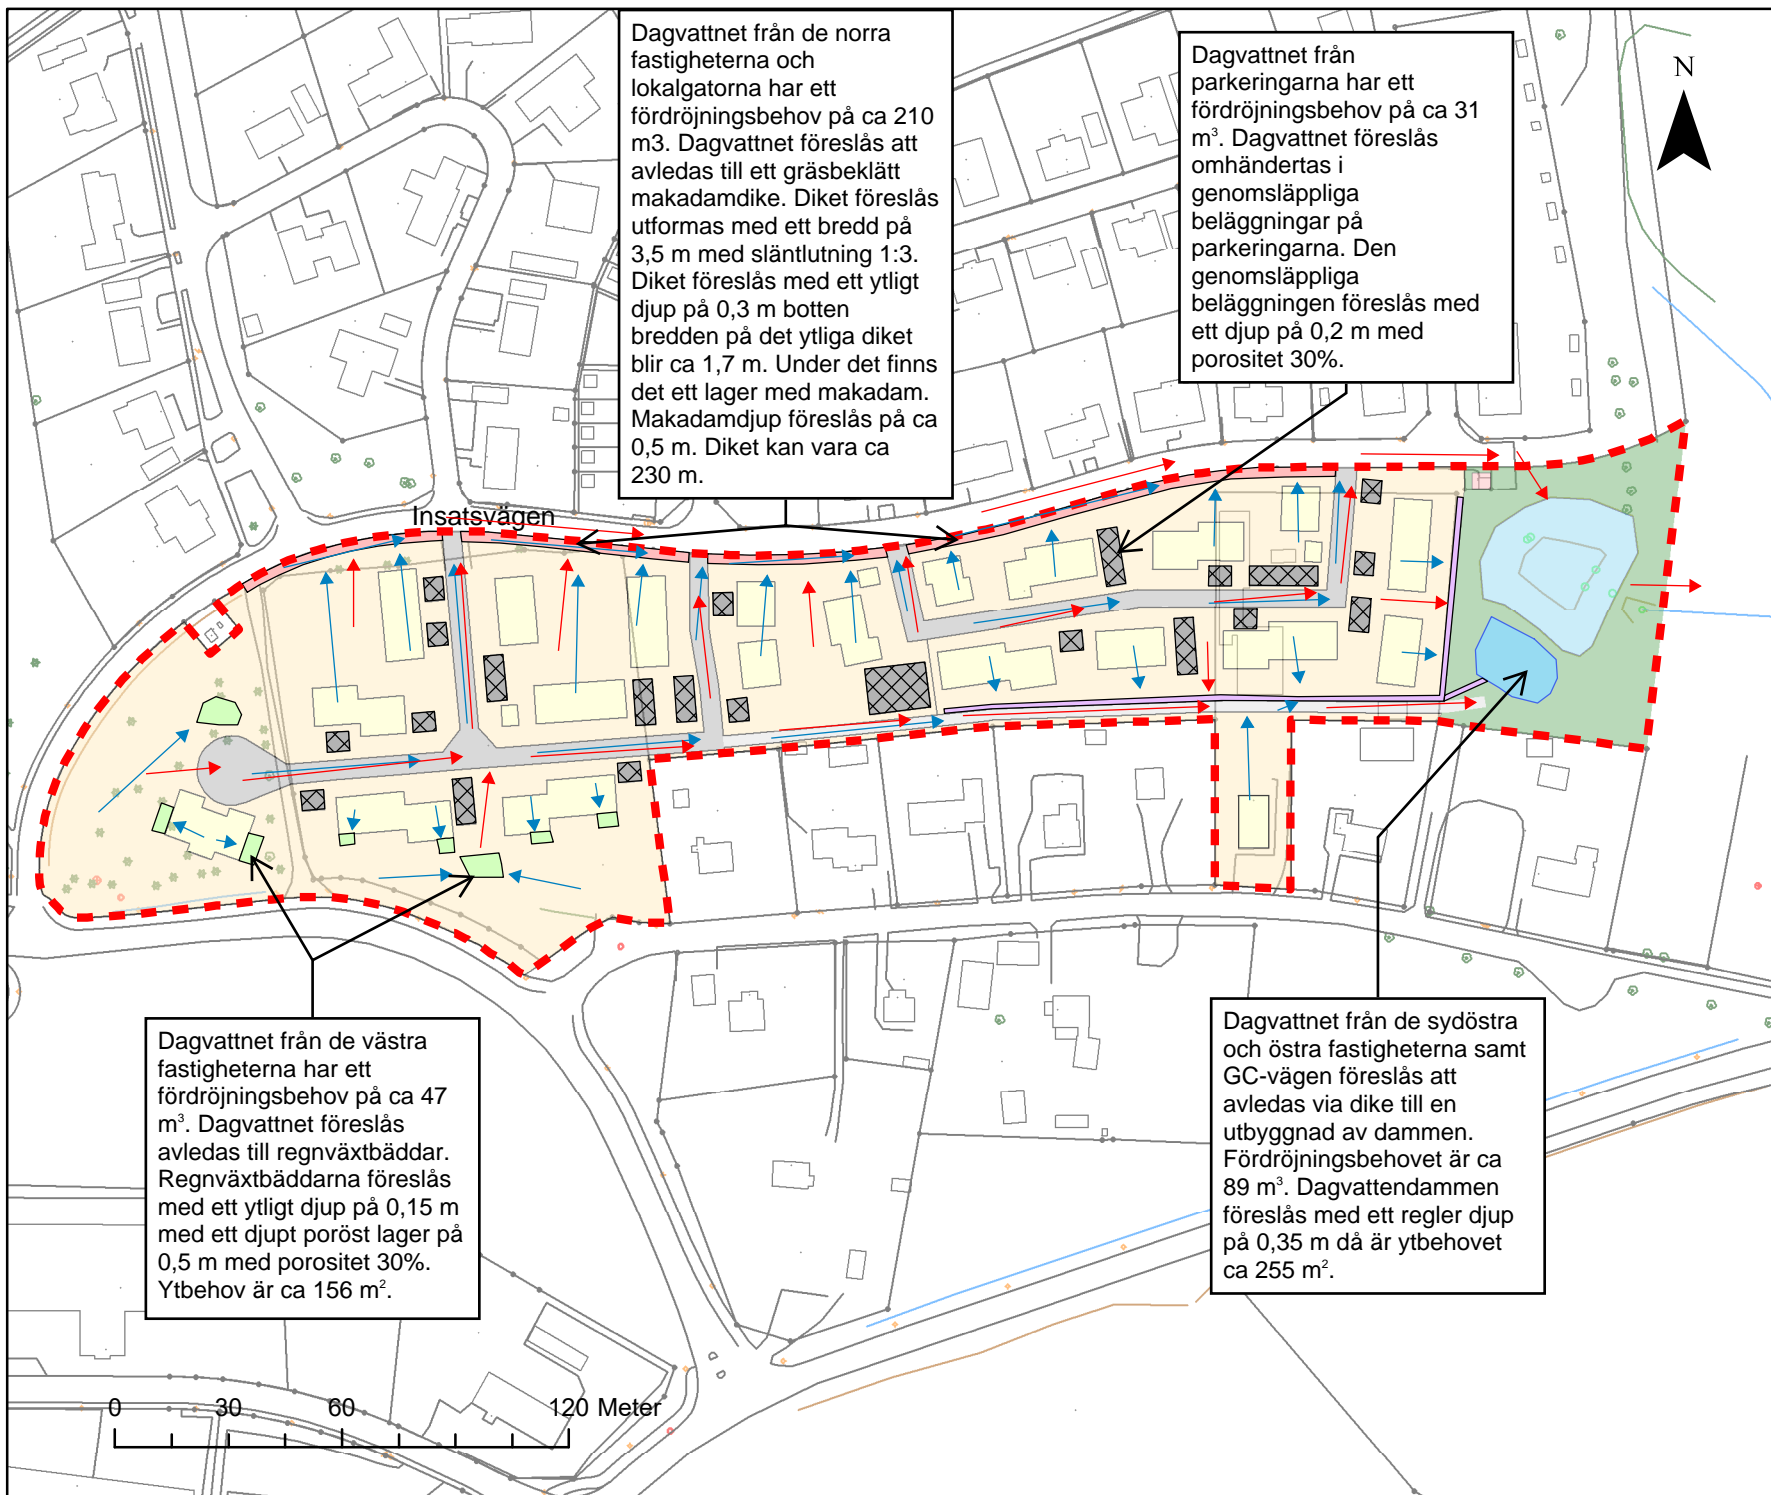 Dagvattnet från de norra
fastigheterna och
lokalgatorna har ett
fördröjningsbehov på ca 210
m3. Dagvattnet föreslås att
avledas till ett gräsbeklätt
makadamdike. Diket föreslås
utformas med ett bredd på
3,5 m med släntlutning 1:3.
Diket föreslås med ett ytligt
djup på 0,3 m botten
bredden på det ytliga diket
blir ca 1,7 m. Under det finns
det ett lager med makadam.
Makadamdjup föreslås på ca
0,5 m. Diket kan vara ca
230 m.
Dagvattnet från
parkeringarna har ett
fördröjningsbehov på ca 31
m³. Dagvattnet föreslås
omhändertas i
genomsläppliga
beläggningar på
parkeringarna. Den
genomsläppliga
beläggningen föreslås med
ett djup på 0,2 m med
porositet 30%.
N
Insatsvägen
Dagvattnet från de västra
fastigheterna har ett
fördröjningsbehov på ca 47
m³. Dagvattnet föreslås
avledas till regnväxtbäddar.
Regnväxtbäddarna föreslås
med ett ytligt djup på 0,15 m
med ett djupt poröst lager på
0,5 m med porositet 30%.
Ytbehov är ca 156 m².
Dagvattnet från de sydöstra
och östra fastigheterna samt
GC-vägen föreslås att
avledas via dike till en
utbyggnad av dammen.
Fördröjningsbehovet är ca
89 m³. Dagvattendammen
föreslås med ett regler djup
på 0,35 m då är ytbehovet
ca 255 m².
0 30 60 120 Meter